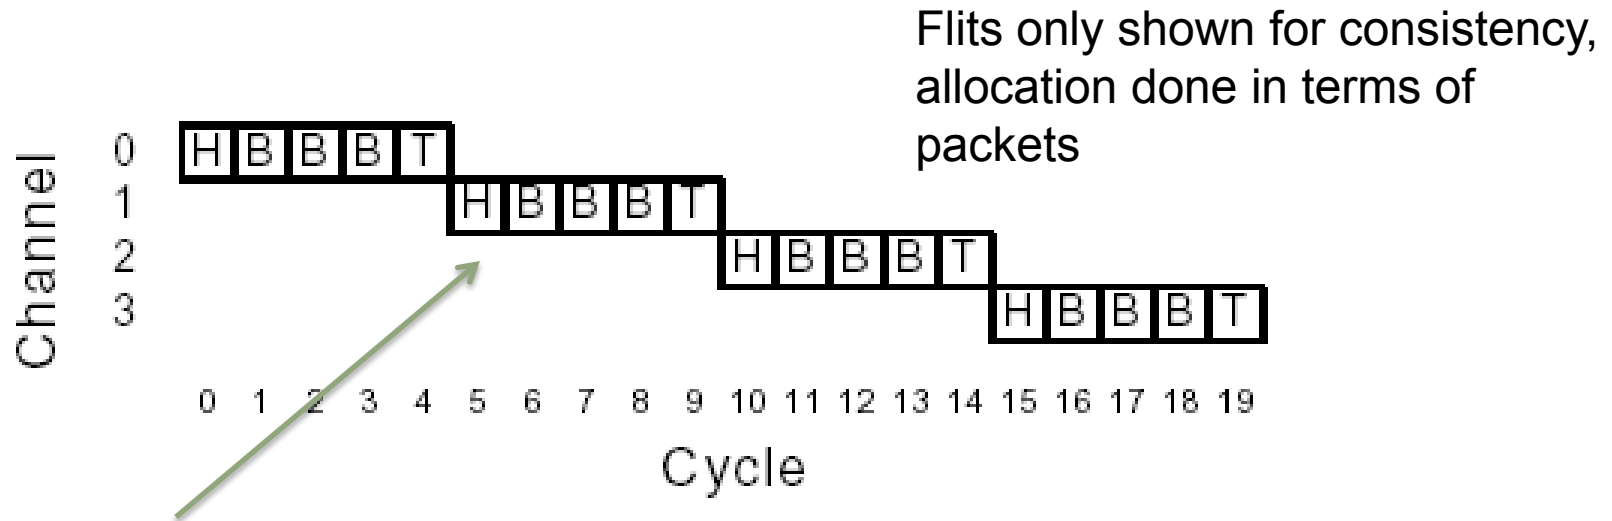 Flits only shown for consistency,
allocation done in terms of
packets
Channel
0 H B B B T
1 H B B B T
2 H B B B T
3 H B B B T
0 1 2 3 4 5 6 7 8 9 10 11 12 13 14 15 16 17 18 19
Cycle